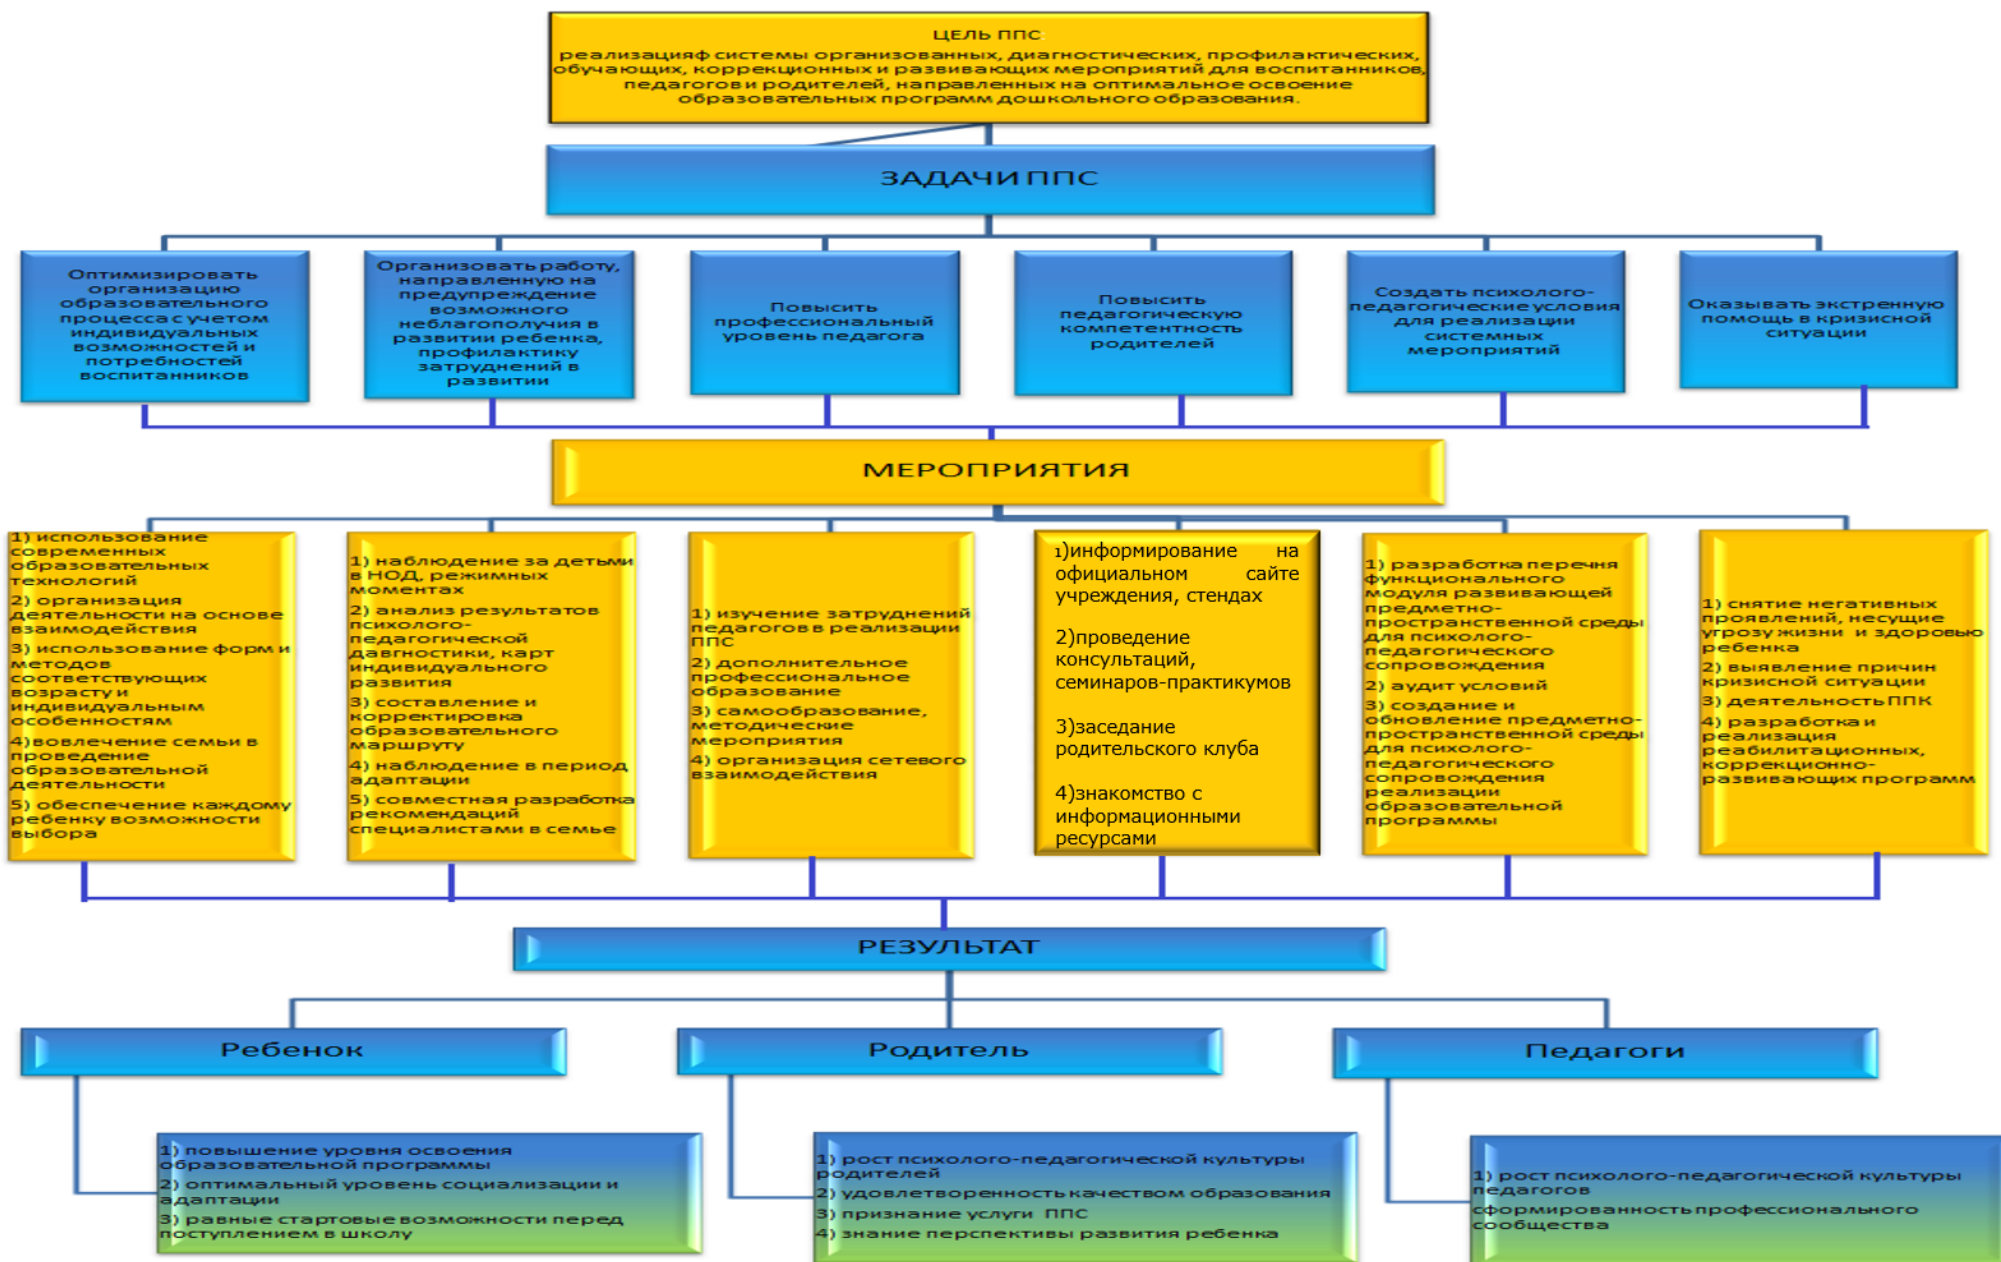 ЦЕЛЬ ППС:
реализацияф системы организованных, диагностических, профилактических,
обучающих, коррекционных и развивающих мероприятий для воспитанников,
педагогов и родителей, направленных на оптимальное освоение
образовательных программ дошкольного образования.
ЗАДАЧИ ППС
Оптимизировать
организацию
образовательного
процесса с учетом
индивидуальных
возможностей и
потребностей
воспитанников
Организовать работу,
направленную на
предупреждение
возможного
неблагополучия в
развитии ребенка,
профилактику
затруднений в
развитии
Повысить
профессиональный
уровень педагога
Повысить
педагогическую
компетентность
родителей
Создать психолого-
педагогические условия
для реализации
системных
мероприятий
Оказывать экстренную
помощь в кризисной
ситуации
МЕРОПРИЯТИЯ
1) использование
современных
образовательных
технологий
2) организация
деятельности на основе
взаимодействия
3) использование форм и
методов
соответствующих
возрасту и
индивидуальным
особенностям
4)вовлечение семьи в
проведение
образовательной
деятельности
5) обеспечение каждому
ребенку возможности
выбора
1) наблюдение за детьми
в НОД, режимных
моментах
2) анализ результатов
психолого-
педагогической
давгностики, карт
индивидуального
развития
3) составление и
корректировка
образовательного
маршруту
4) наблюдение в период
адаптации
5) совместная разработка
рекомендаций
специалистами в семье
1) изучение затруднений
педагогов в реализации
ППС
2) дополнительное
профессиональное
образование
3) самообразование,
методические
мероприятия
4) организация сетевого
взаимодействия
1)информирование на
официальном сайте
учреждения, стендах
2)проведение
консультаций,
семинаров-практикумов
3)заседание
родительского клуба
4)знакомство с
информационными
ресурсами
1) разработка перечня
функционального
модуля развивающей
предметно-
пространственной среды
для психолого-
педагогического
сопровождения
2) аудит условий
3) создание и
обновление предметно-
пространственной среды
для психолого-
педагогического
сопровождения
реализации
образовательной
программы
1) снятие негативных
проявлений, несущие
угрозу жизни и здоровью
ребенка
2) выявление причин
кризисной ситуации
3) деятельность ППК
4) разработка и
реализация
реабилитационных,
коррекционно-
развивающих программ
РЕЗУЛЬТАТ
Ребенок
Родитель
Педагоги
1) повышение уровня освоения
образовательной программы
2) оптимальный уровень социализации и
адаптации
3) равные стартовые возможности перед
поступлением в школу
1) рост психолого-педагогической культуры
родителей
2) удовлетворенность качеством образования
3) признание услуги ППС
4) знание перспективы развития ребенка
1) рост психолого-педагогической культуры
педагогов
сформированность профессионального
сообщества